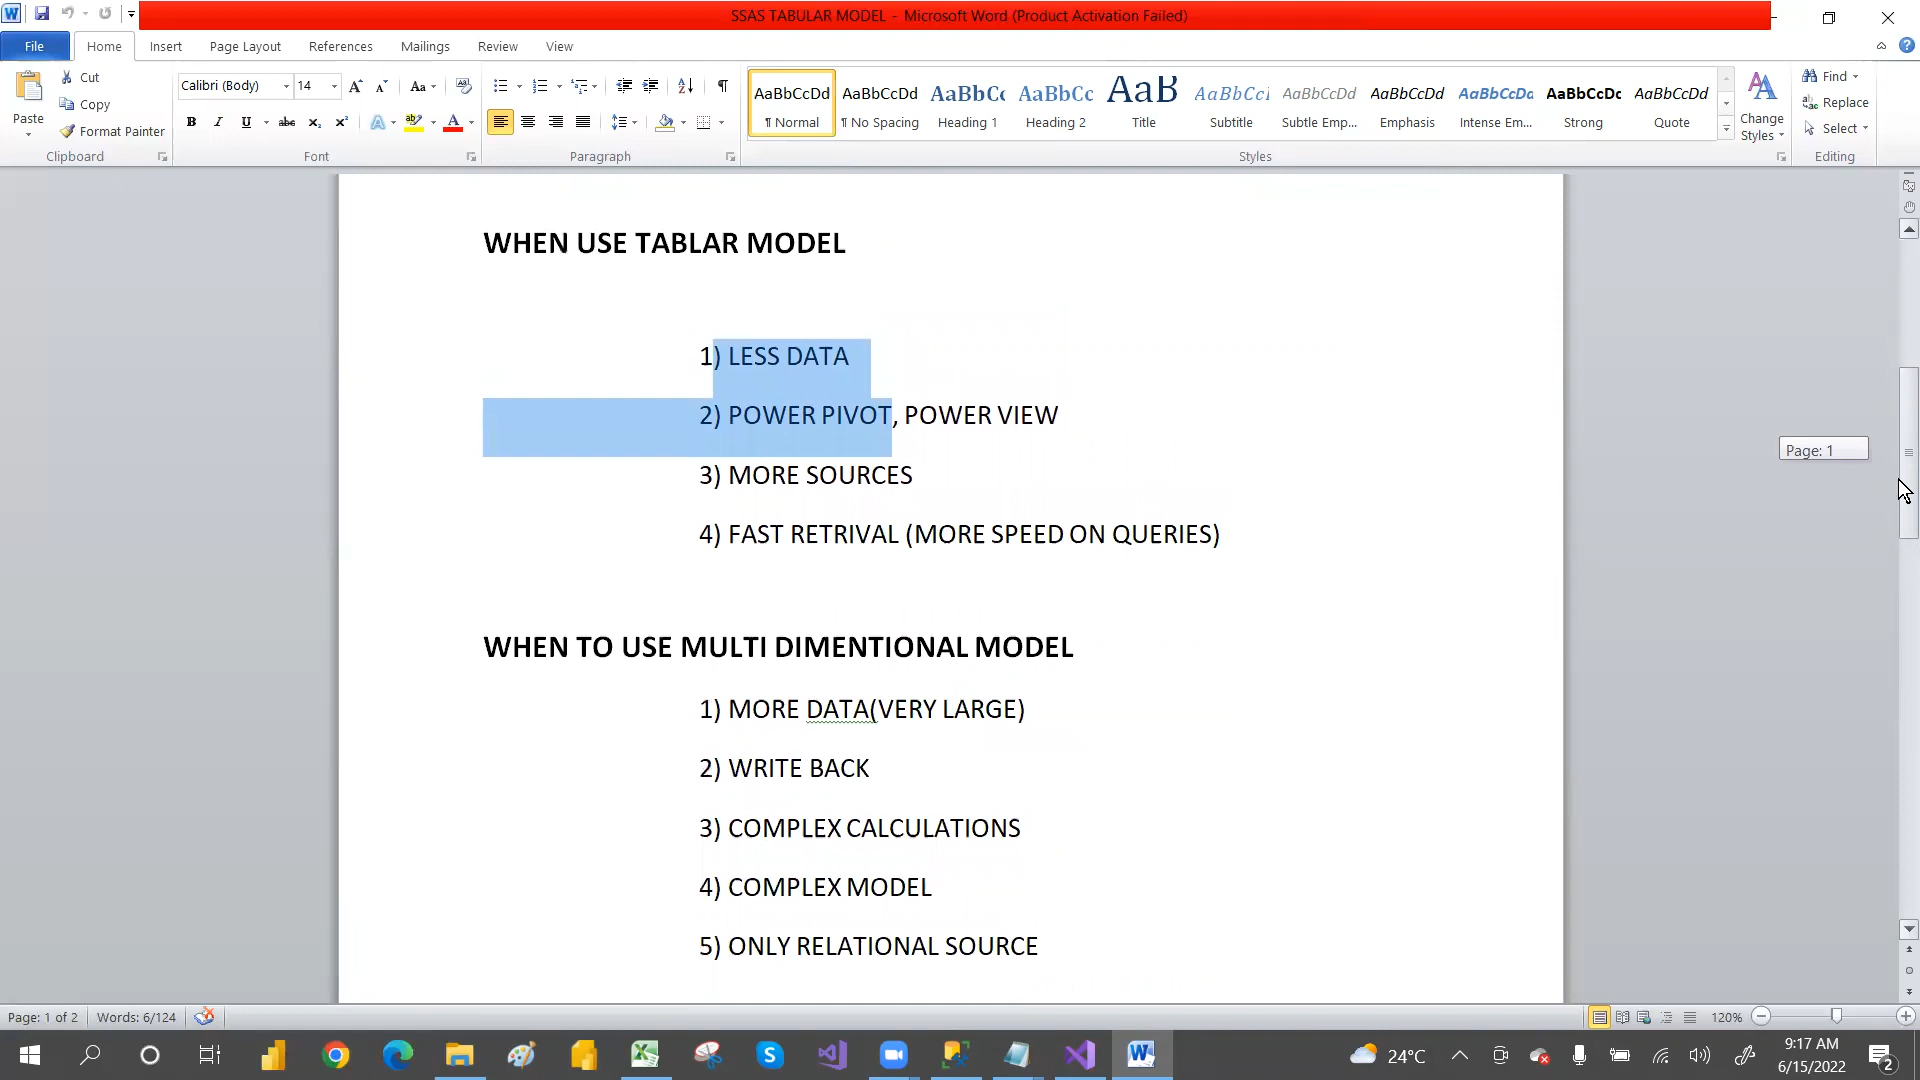 SSAS TABULAR MODEL - Microsoft Word (Product Activation Failed)
File Home Insert Page Layout References Mailings Review View
Paste
Cut
Copy
Format Painter
Clipboard
Calibri (Body) 14
Font
Paragraph
AaBbCcDd AaBbCcDd AaBbCc AaBbCc AaB AaBbCcI AaBbCcDd AaBbCcDd AaBbCcDd AaBbCcDc AaBbCcDd
¶ Normal ¶ No Spacing Heading 1 Heading 2 Title Subtitle Subtle Emp... Emphasis Intense Em... Strong Quote
Change Styles
Styles
Find
Replace
Select
Editing
WHEN USE TABLAR MODEL
1) LESS DATA
2) POWER PIVOT, POWER VIEW
3) MORE SOURCES
4) FAST RETRIVAL (MORE SPEED ON QUERIES)
WHEN TO USE MULTI DIMENTIONAL MODEL
1) MORE DATA(VERY LARGE)
2) WRITE BACK
3) COMPLEX CALCULATIONS
4) COMPLEX MODEL
5) ONLY RELATIONAL SOURCE
Page: 1
Page: 1 of 2 Words: 6/124
120%
24°C
9:17 AM
6/15/2022
2